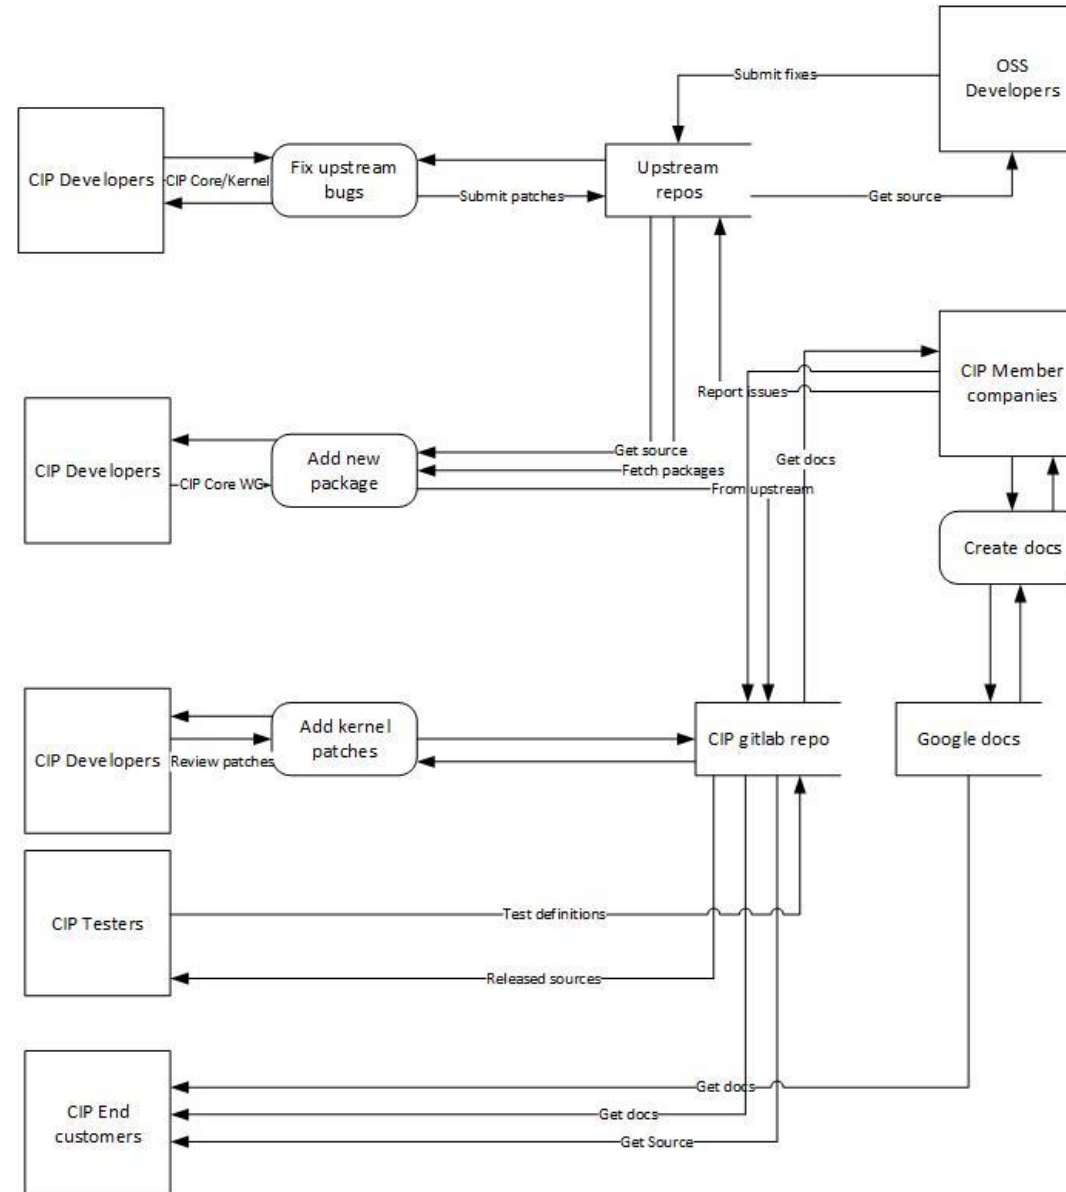 OSS
Developers
Submit fixes
CIP Developers
CIP Core/Kernel
Fix upstream
bugs
Submit patches
Upstream
repos
Get source
CIP Member
companies
Report issues
CIP Developers
CIP Core WG
Add new
package
Get source
Fetch packages
From upstream
Get docs
Create docs
CIP Developers
Review patches
Add kernel
patches
CIP gitlab repo
Google docs
CIP Testers
Test definitions
Released sources
CIP End
customers
Get docs
Get docs
Get Source